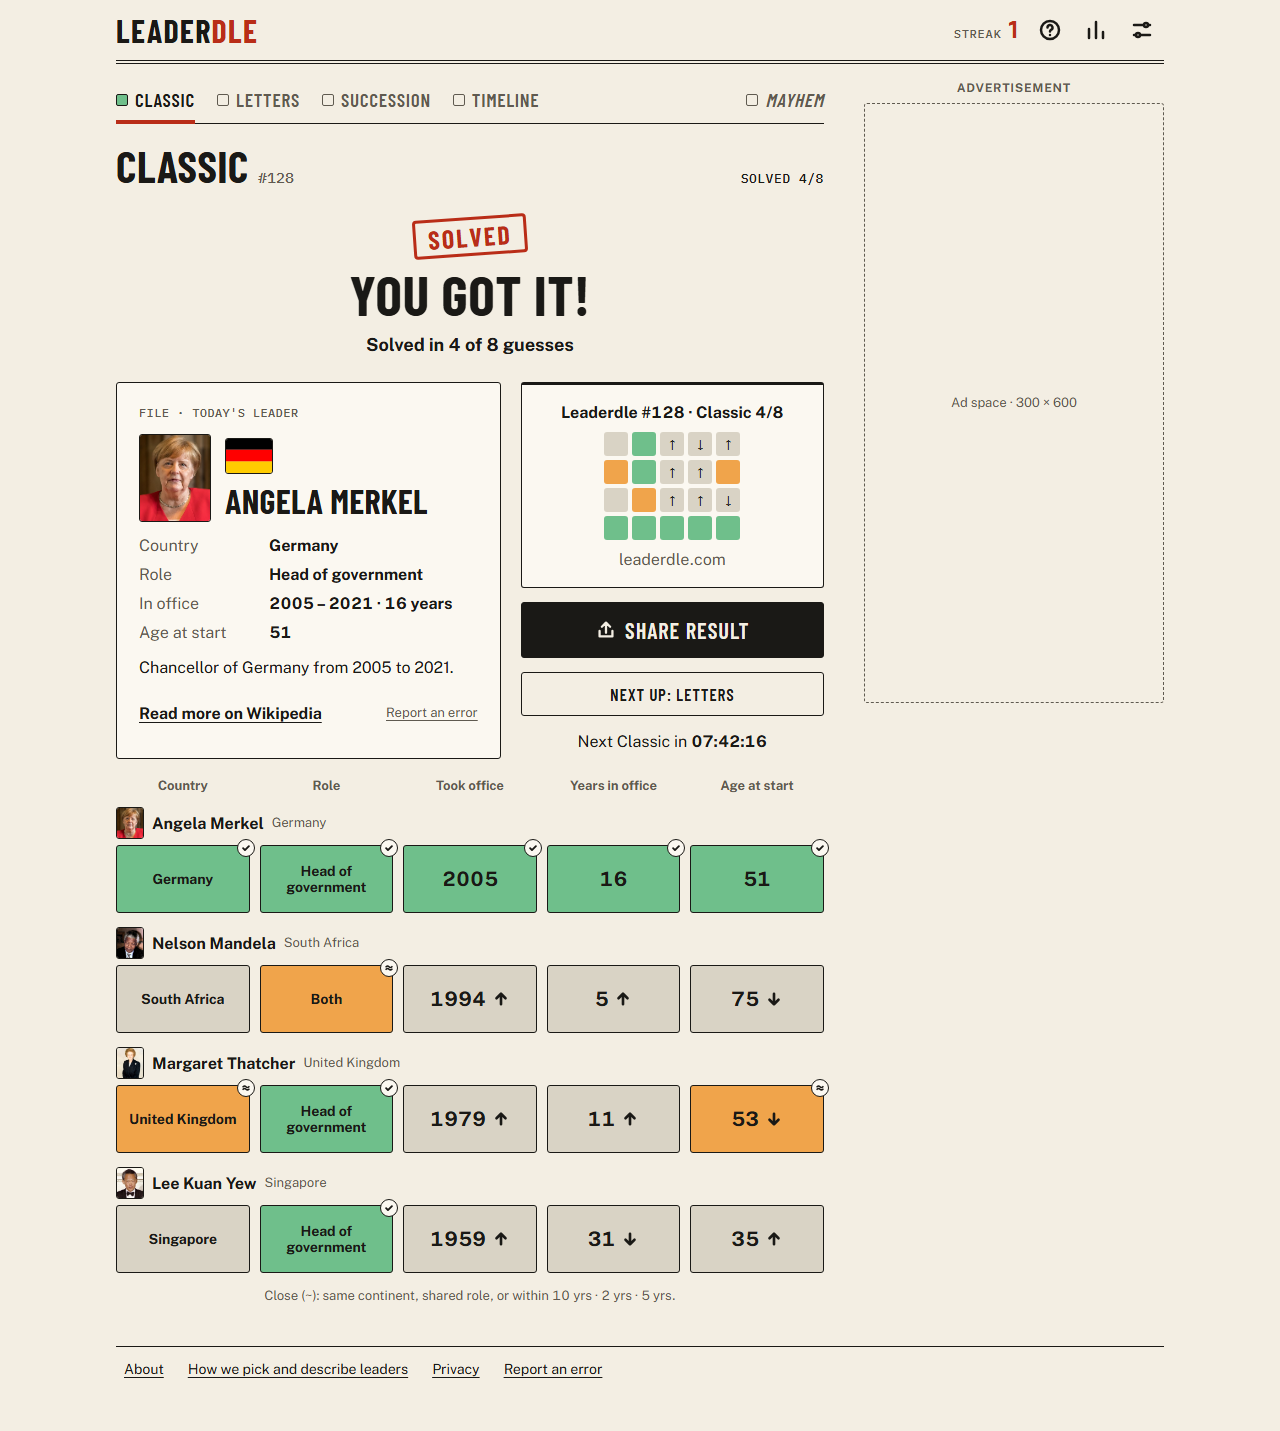 LEADERDLE
STREAK 1
CLASSIC
LETTERS
SUCCESSION
TIMELINE
MAYHEM
ADVERTISEMENT
CLASSIC #128
SOLVED 4/8
SOLVED
YOU GOT IT!
Solved in 4 of 8 guesses
FILE · TODAY'S LEADER
ANGELA MERKEL
Country Germany
Role Head of government
In office 2005 – 2021 · 16 years
Age at start 51
Chancellor of Germany from 2005 to 2021.
Read more on Wikipedia
Report an error
Leaderdle #128 · Classic 4/8
↑ ↓ ↑
↑ ↑
↑ ↑ ↓
leaderdle.com
SHARE RESULT
NEXT UP: LETTERS
Next Classic in 07:42:16
Ad space · 300 × 600
Country Role Took office Years in office Age at start
Angela Merkel Germany
Germany
Head of
government
2005
16
51
Nelson Mandela South Africa
South Africa
≈
Both
1994 ↑
5 ↑
75 ↓
Margaret Thatcher United Kingdom
≈
United Kingdom
Head of
government
1979 ↑
11 ↑
≈
53 ↓
Lee Kuan Yew Singapore
Singapore
Head of
government
1959 ↑
31 ↓
35 ↑
Close (~): same continent, shared role, or within 10 yrs · 2 yrs · 5 yrs.
About
How we pick and describe leaders
Privacy
Report an error